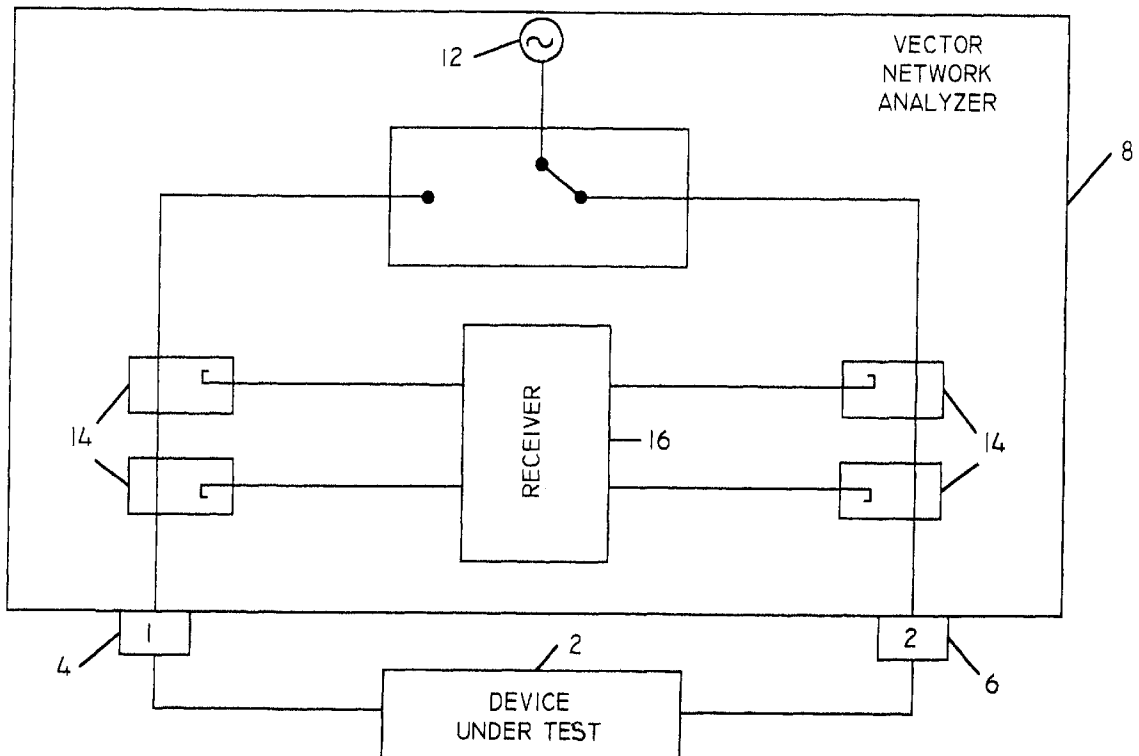 12
VECTOR
NETWORK
ANALYZER
8
14
RECEIVER
16
14
4
1
2
2
6
DEVICE
UNDER TEST